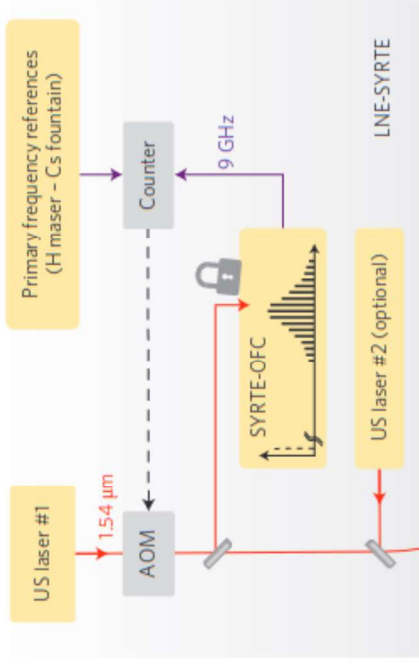 US laser #1
Primary frequency references
(H maser – Cs fountain)
1.54 µm
AOM
Counter
9 GHz
SYRTE-OFC
US laser #2 (optional)
LNE-SYRTE